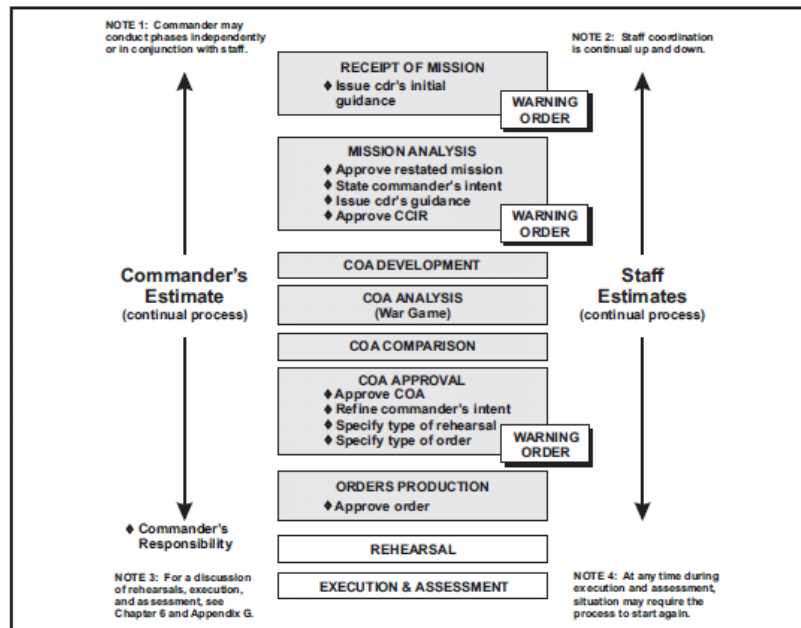 NOTE 1: Commander may
conduct phases independently
or in conjunction with staff.
NOTE 2: Staff coordination
is continual up and down.
RECEIPT OF MISSION
♦ Issue cdr's initial
guidance
WARNING
ORDER
MISSION ANALYSIS
♦ Approve restated mission
♦ State commander's intent
♦ Issue cdr's guidance
♦ Approve CCIR
WARNING
ORDER
Commander's
Estimate
(continual process)
COA DEVELOPMENT
COA ANALYSIS
(War Game)
COA COMPARISON
Staff
Estimates
(continual process)
COA APPROVAL
♦ Approve COA
♦ Refine commander's intent
♦ Specify type of rehearsal
♦ Specify type of order
WARNING
ORDER
ORDERS PRODUCTION
♦ Approve order
♦ Commander's
Responsibility
REHEARSAL
EXECUTION & ASSESSMENT
NOTE 3: For a discussion
of rehearsals, execution,
and assessment, see
Chapter 6 and Appendix G.
NOTE 4: At any time during
execution and assessment,
situation may require the
process to start again.